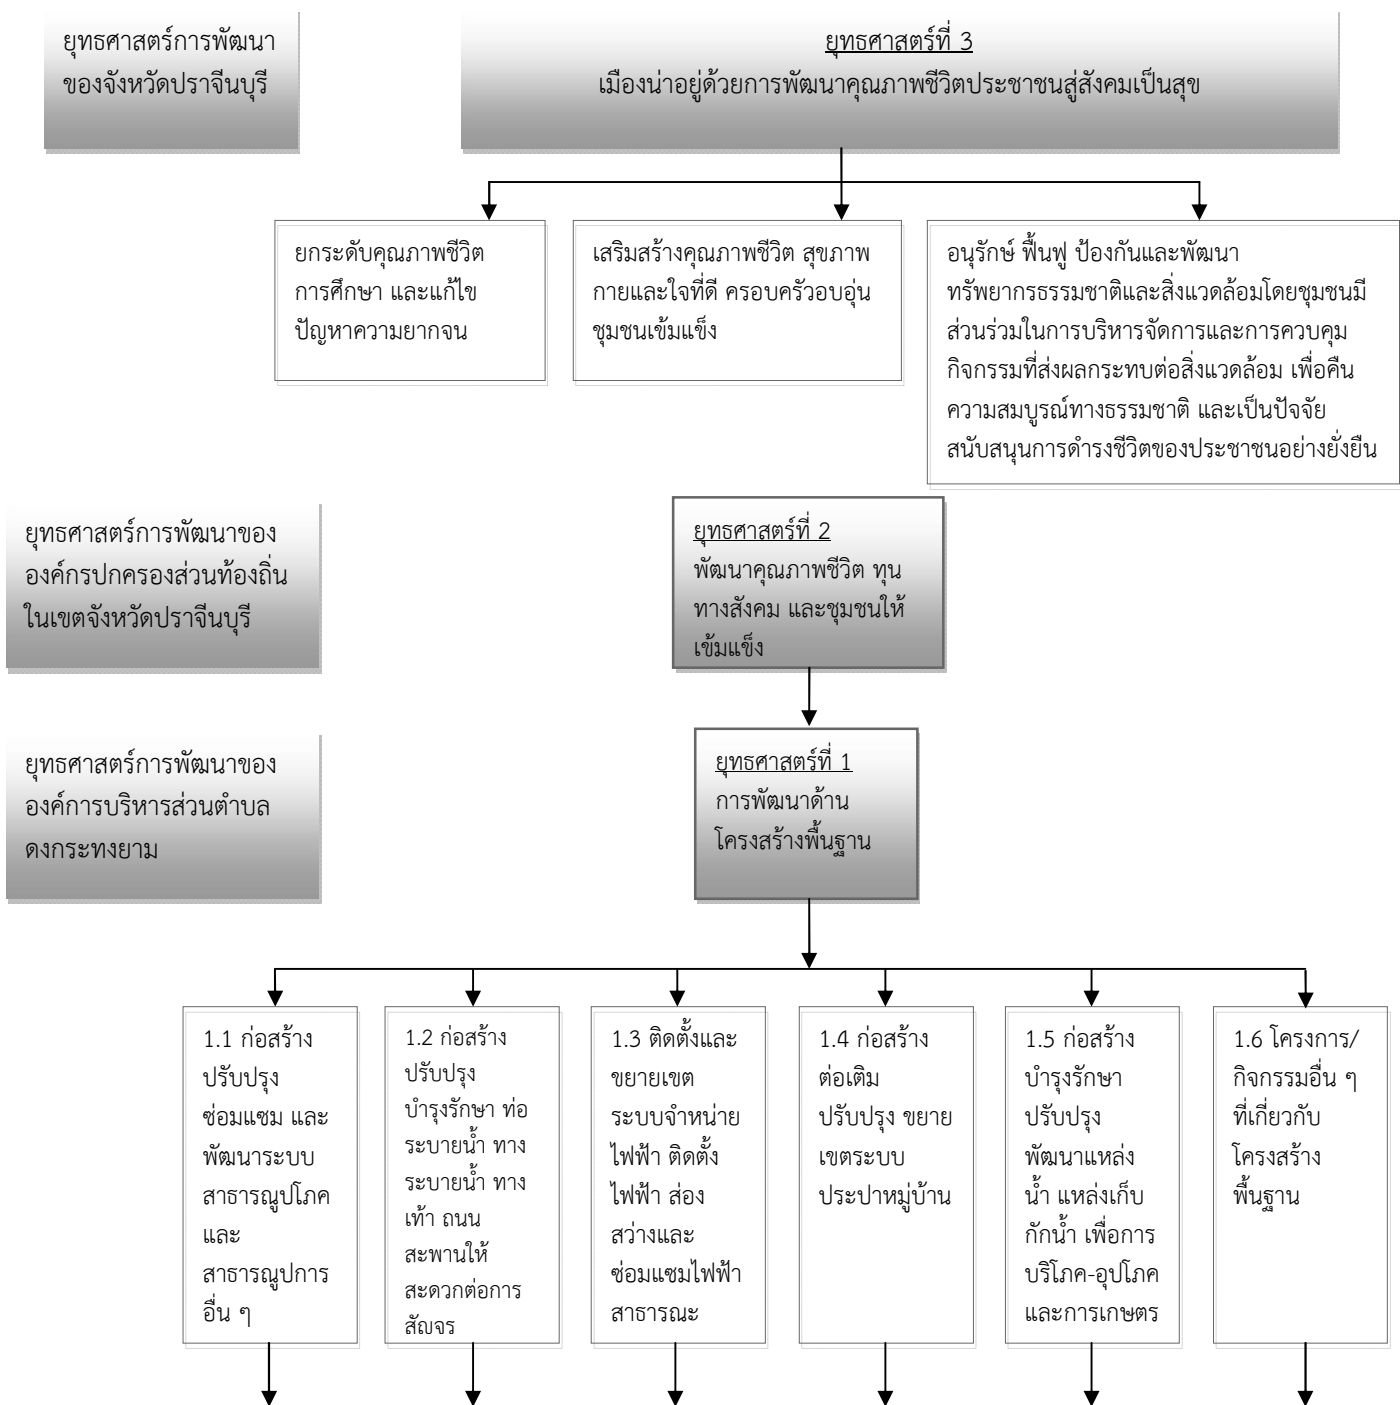 ยุทธศาสตร์การพัฒนา
ของจังหวัดปราจีนบุรี
ยุทธศาสตร์ที่ 3
เมืองน่าอยู่ด้วยการพัฒนาคุณภาพชีวิตประชาชนสู่สังคมเป็นสุข
ยกระดับคุณภาพชีวิต
การศึกษา และแก้ไข
ปัญหาความยากจน
เสริมสร้างคุณภาพชีวิต สุขภาพ
กายและใจที่ดี ครอบครัวอบอุ่น
ชุมชนเข้มแข็ง
อนุรักษ์ ฟื้นฟู ป้องกันและพัฒนา
ทรัพยากรธรรมชาติและสิ่งแวดล้อมโดยชุมชนมี
ส่วนร่วมในการบริหารจัดการและการควบคุม
กิจกรรมที่ส่งผลกระทบต่อสิ่งแวดล้อม เพื่อคืน
ความสมบูรณ์ทางธรรมชาติ และเป็นปัจจัย
สนับสนุนการดำรงชีวิตของประชาชนอย่างยั่งยืน
ยุทธศาสตร์การพัฒนาของ
องค์กรปกครองส่วนท้องถิ่น
ในเขตจังหวัดปราจีนบุรี
ยุทธศาสตร์ที่ 2
พัฒนาคุณภาพชีวิต ทุน
ทางสังคม และชุมชนให้
เข้มแข็ง
ยุทธศาสตร์การพัฒนาของ
องค์การบริหารส่วนตำบล
ดงกระทงยาม
ยุทธศาสตร์ที่ 1
การพัฒนาด้าน
โครงสร้างพื้นฐาน
1.1 ก่อสร้าง
ปรับปรุง
ซ่อมแซม และ
พัฒนาระบบ
สาธารณูปโภค
และ
สาธารณูปการ
อื่น ๆ
1.2 ก่อสร้าง
ปรับปรุง
บำรุงรักษา ท่อ
ระบายน้ำ ทาง
ระบายน้ำ ทาง
เท้า ถนน
สะพานให้
สะดวกต่อการ
สัญจร
1.3 ติดตั้งและ
ขยายเขต
ระบบจำหน่าย
ไฟฟ้า ติดตั้ง
ไฟฟ้า ส่อง
สว่างและ
ซ่อมแซมไฟฟ้า
สาธารณะ
1.4 ก่อสร้าง
ต่อเติม
ปรับปรุง ขยาย
เขตระบบ
ประปาหมู่บ้าน
1.5 ก่อสร้าง
บำรุงรักษา
ปรับปรุง
พัฒนาแหล่ง
น้ำ แหล่งเก็บ
กักน้ำ เพื่อการ
บริโภค-อุปโภค
และการเกษตร
1.6 โครงการ/
กิจกรรมอื่น ๆ
ที่เกี่ยวกับ
โครงสร้าง
พื้นฐาน